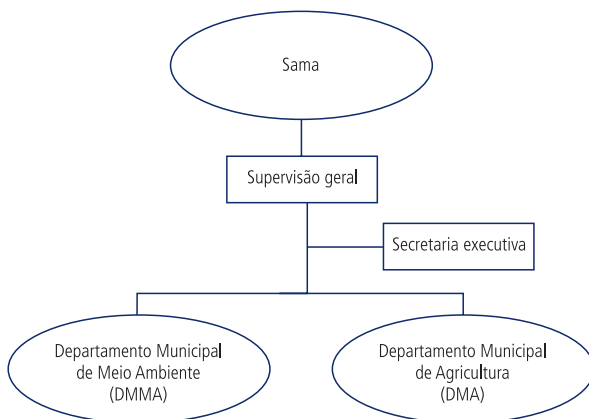 Sama
Supervisão geral
Secretaria executiva
Departamento Municipal
de Meio Ambiente
(DMMA)
Departamento Municipal
de Agricultura
(DMA)